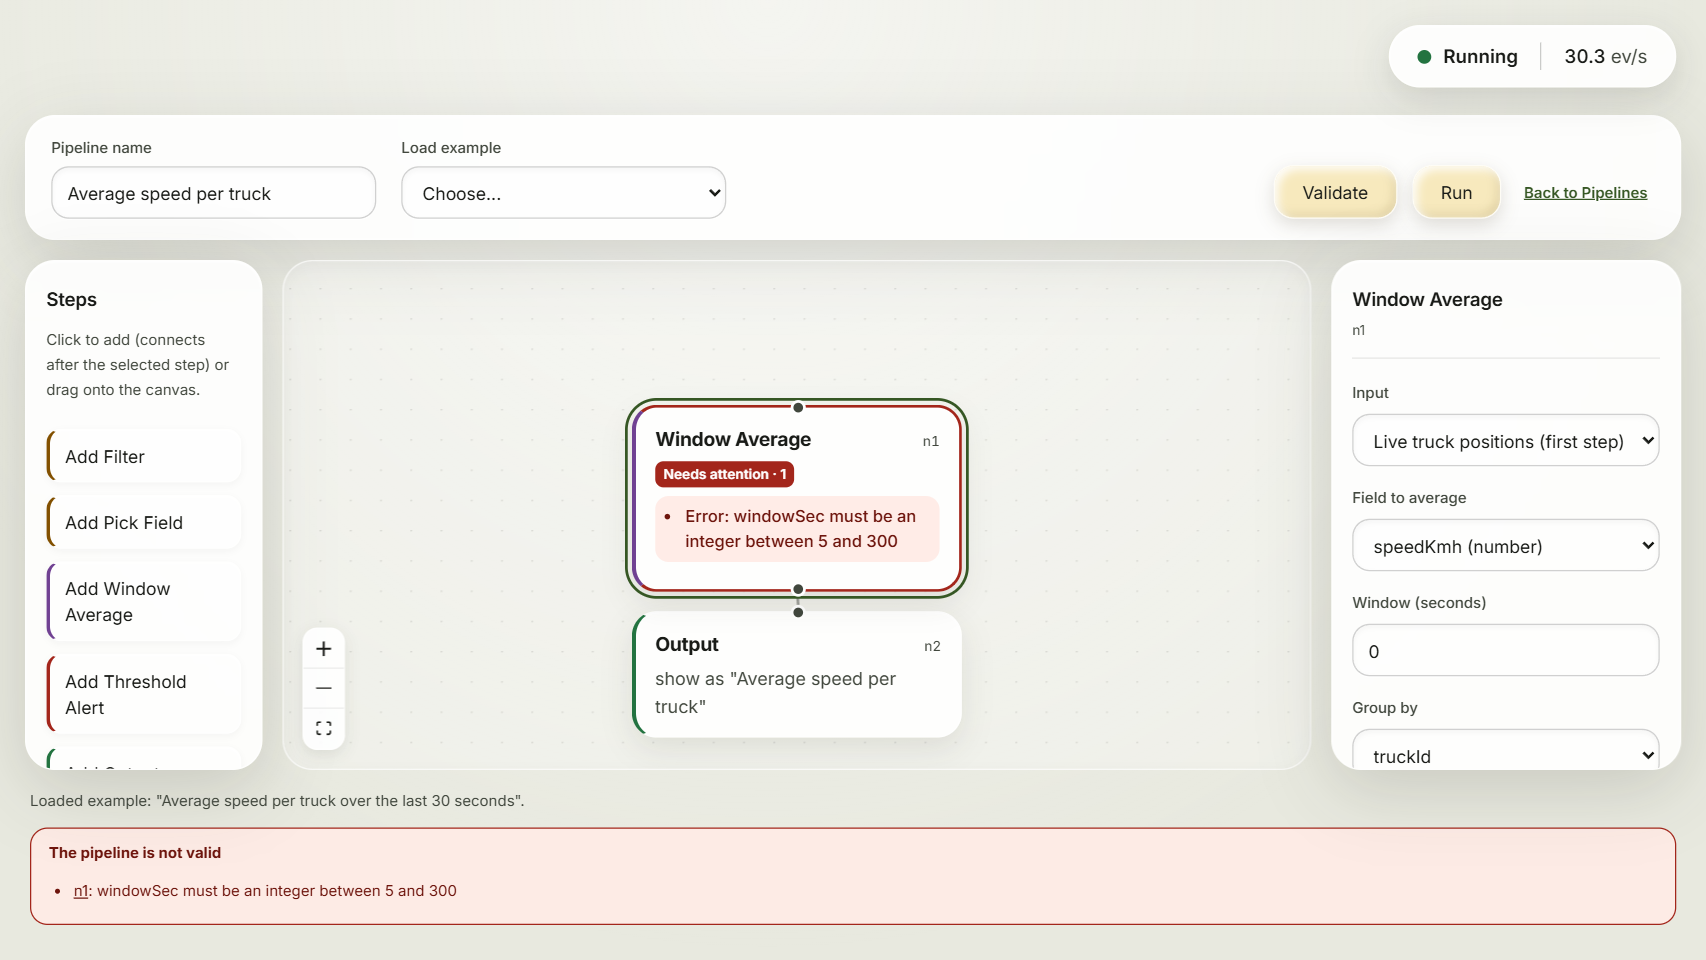 Running
30.3 ev/s
Pipeline name
Load example
Average speed per truck
Choose...
Validate
Run
Back to Pipelines
Steps
Click to add (connects
after the selected step) or
drag onto the canvas.
Add Filter
Add Pick Field
Add Window
Average
Add Threshold
Alert
Window Average
n1
Needs attention · 1
• Error: windowSec must be an
integer between 5 and 300
Output
n2
show as "Average speed per
truck"
Window Average
n1
Input
Live truck positions (first step)
Field to average
speedKmh (number)
Window (seconds)
0
Group by
truckId
Loaded example: "Average speed per truck over the last 30 seconds".
The pipeline is not valid
• n1: windowSec must be an integer between 5 and 300